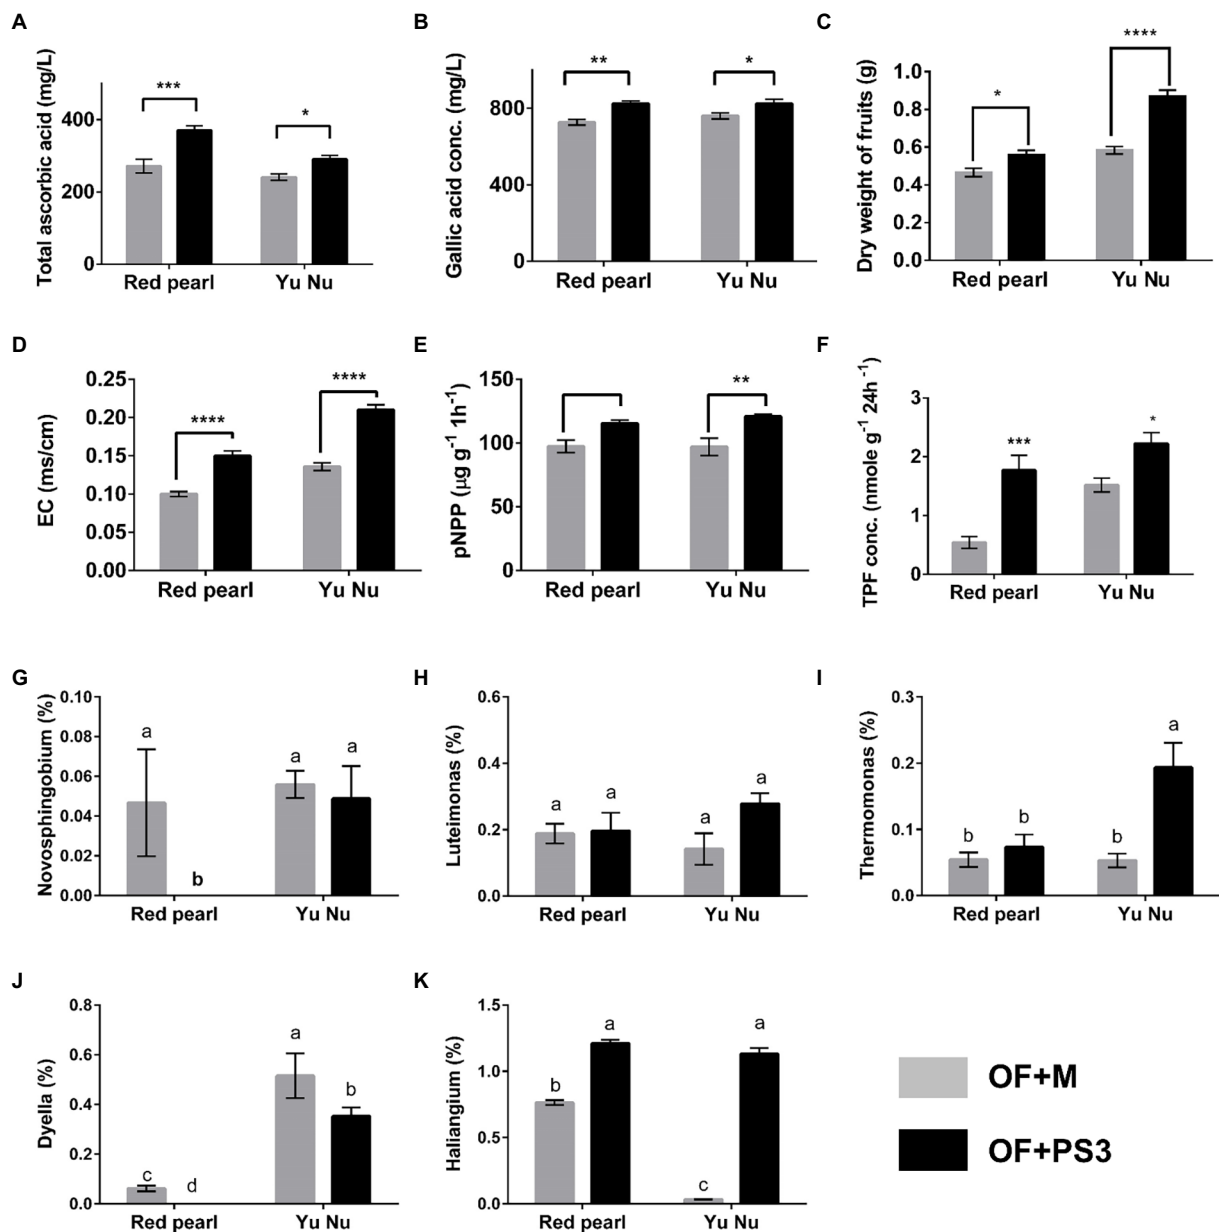 A
Total ascorbic acid (mg/L)
400
200
0
***
*
Red pearl
Yu Nu
B
Gallic acid conc. (mg/L)
800
400
0
**
*
Red pearl
Yu Nu
C
Dry weight of fruits (g)
1.0
0.8
0.6
0.4
0.2
0.0
*
****
Red pearl
Yu Nu
D
EC (ms/cm)
0.25
0.20
0.15
0.10
0.05
0.00
****
****
Red pearl
Yu Nu
E
pNPP (µg g⁻¹ 1h⁻¹)
150
100
50
0
**
Red pearl
Yu Nu
F
TPF conc. (nmole g⁻¹ 24h ⁻¹)
3
2
1
0
***
*
Red pearl
Yu Nu
G
Novosphingobium (%)
0.10
0.08
0.06
0.04
0.02
0.00
a
b
a
a
Red pearl
Yu Nu
H
Luteimonas (%)
0.6
0.4
0.2
0.0
a
a
a
a
Red pearl
Yu Nu
I
Thermomonas (%)
0.3
0.2
0.1
0.0
b
b
b
a
Red pearl
Yu Nu
J
Dyella (%)
0.8
0.6
0.4
0.2
0.0
c
d
a
b
Red pearl
Yu Nu
K
Haliangium (%)
1.5
1.0
0.5
0.0
b
a
c
a
Red pearl
Yu Nu
OF+M
OF+PS3